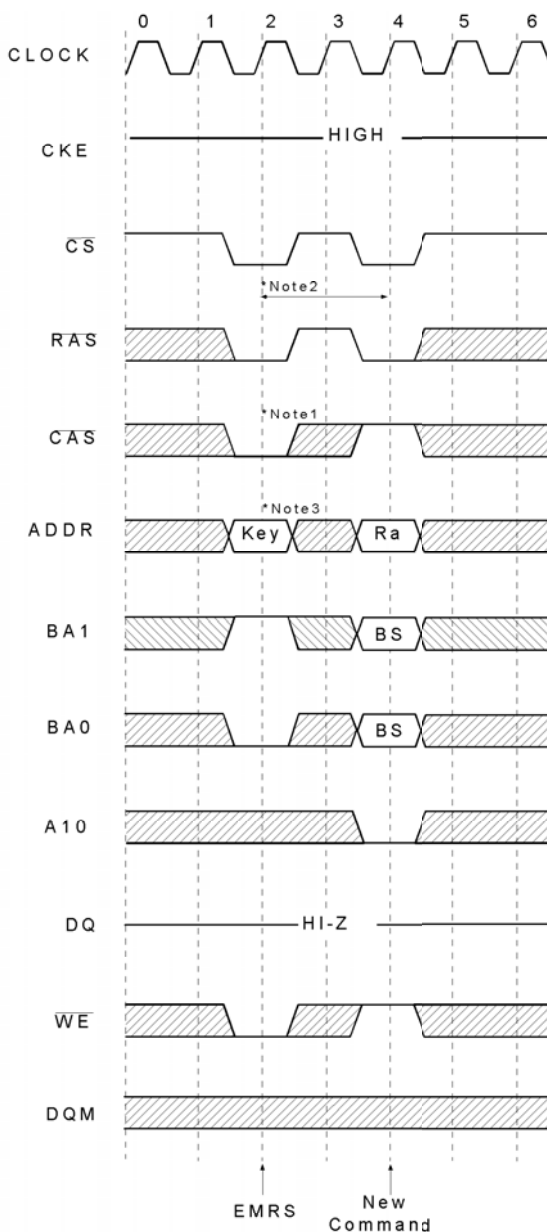 0 1 2 3 4 5 6
CLOCK
CKE HIGH
CS
*Note2
RAS
*Note1
CAS
*Note3
ADDR Key Ra
BA1 BS
BA0 BS
A10
DQ HI-Z
WE
DQM
EMRS New
Command